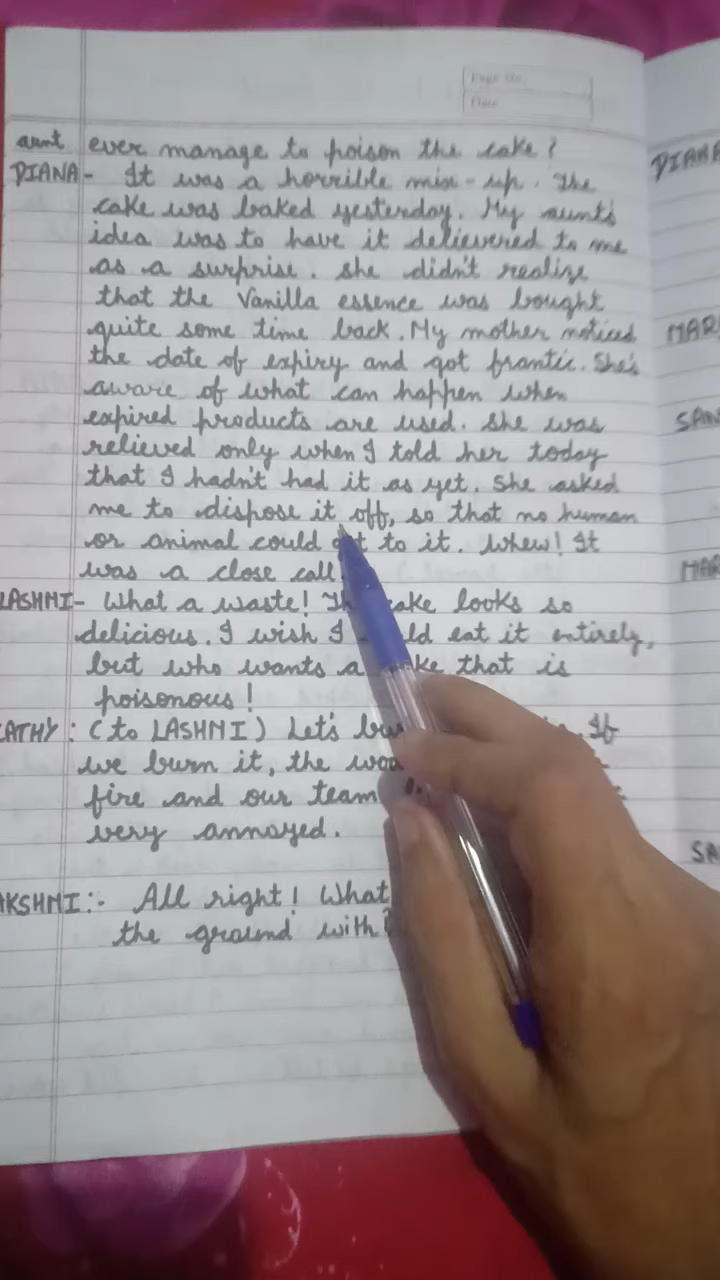 Page No.
Date
aunt ever manage to poison the cake?
DIANA- It was a horrible mix-up. The
cake was baked yesterday. My aunt's
idea was to have it delievered to me
as a surprise. she didn't realize
that the Vanilla essence was bought
quite some time back. My mother noticed
the date of expiry and got frantic. She's
aware of what can happen when
expired products are used. She was
relieved only when I told her today
that I hadn't had it as yet. She asked
me to dispose it off, so that no human
or animal could to it. Whew! It
was a close call
LASHMI- What a waste! cake looks so
delicious. I wish I eat it entirely,
but who wants a that is
poisonous!
CATHY: (to LASHMI) Let's If
we burn it, the
fire and our team
very annoyed.
AKSHMI:- All right! What
the ground with
DIANA
MAR
SAN
MAR
SA